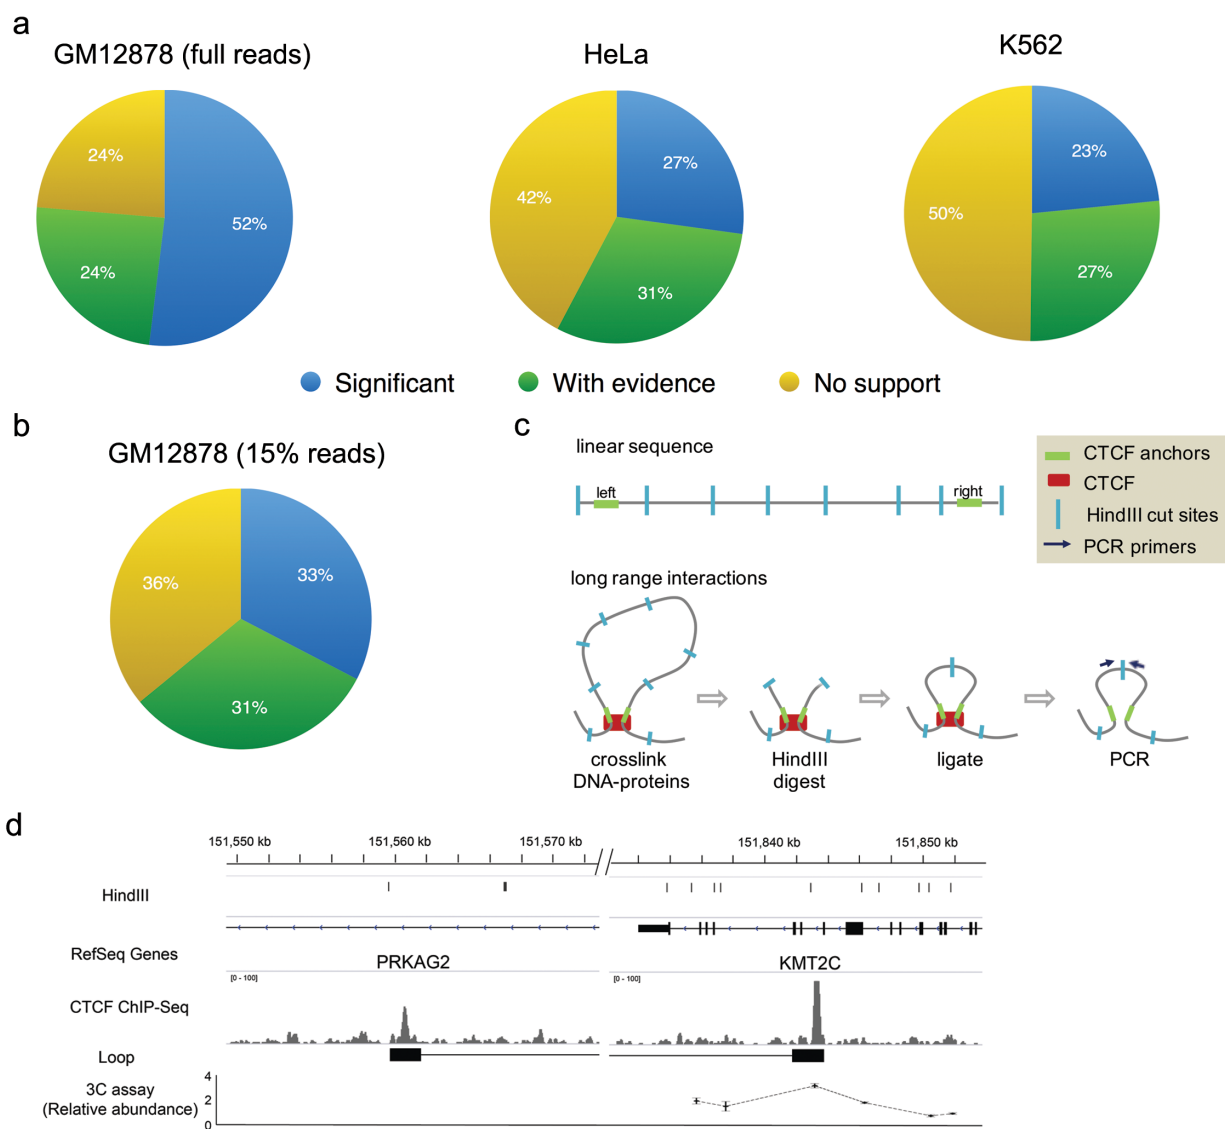 a
GM12878 (full reads)
HeLa
K562
24%
52%
24%
27%
42%
31%
23%
50%
27%
Significant
With evidence
No support
b
GM12878 (15% reads)
36%
33%
31%
c
linear sequence
left
right
CTCF anchors
CTCF
HindIII cut sites
PCR primers
long range interactions
crosslink
DNA-proteins
HindIII
digest
ligate
PCR
d
151,550 kb
151,560 kb
151,570 kb
151,840 kb
151,850 kb
HindIII
RefSeq Genes
PRKAG2
KMT2C
[0 - 100]
[0 - 100]
CTCF ChIP-Seq
Loop
3C assay
(Relative abundance)
4
2
0